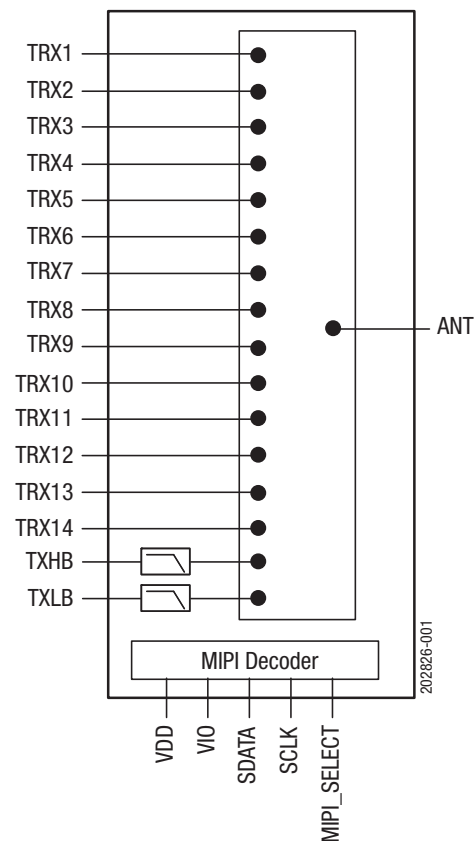 TRX1
TRX2
TRX3
TRX4
TRX5
TRX6
TRX7
TRX8
ANT
TRX9
TRX10
TRX11
TRX12
TRX13
TRX14
TXHB
TXLB
MIPI Decoder
202826-001
VDD
VIO
SDATA
SCLK
MIPI_SELECT